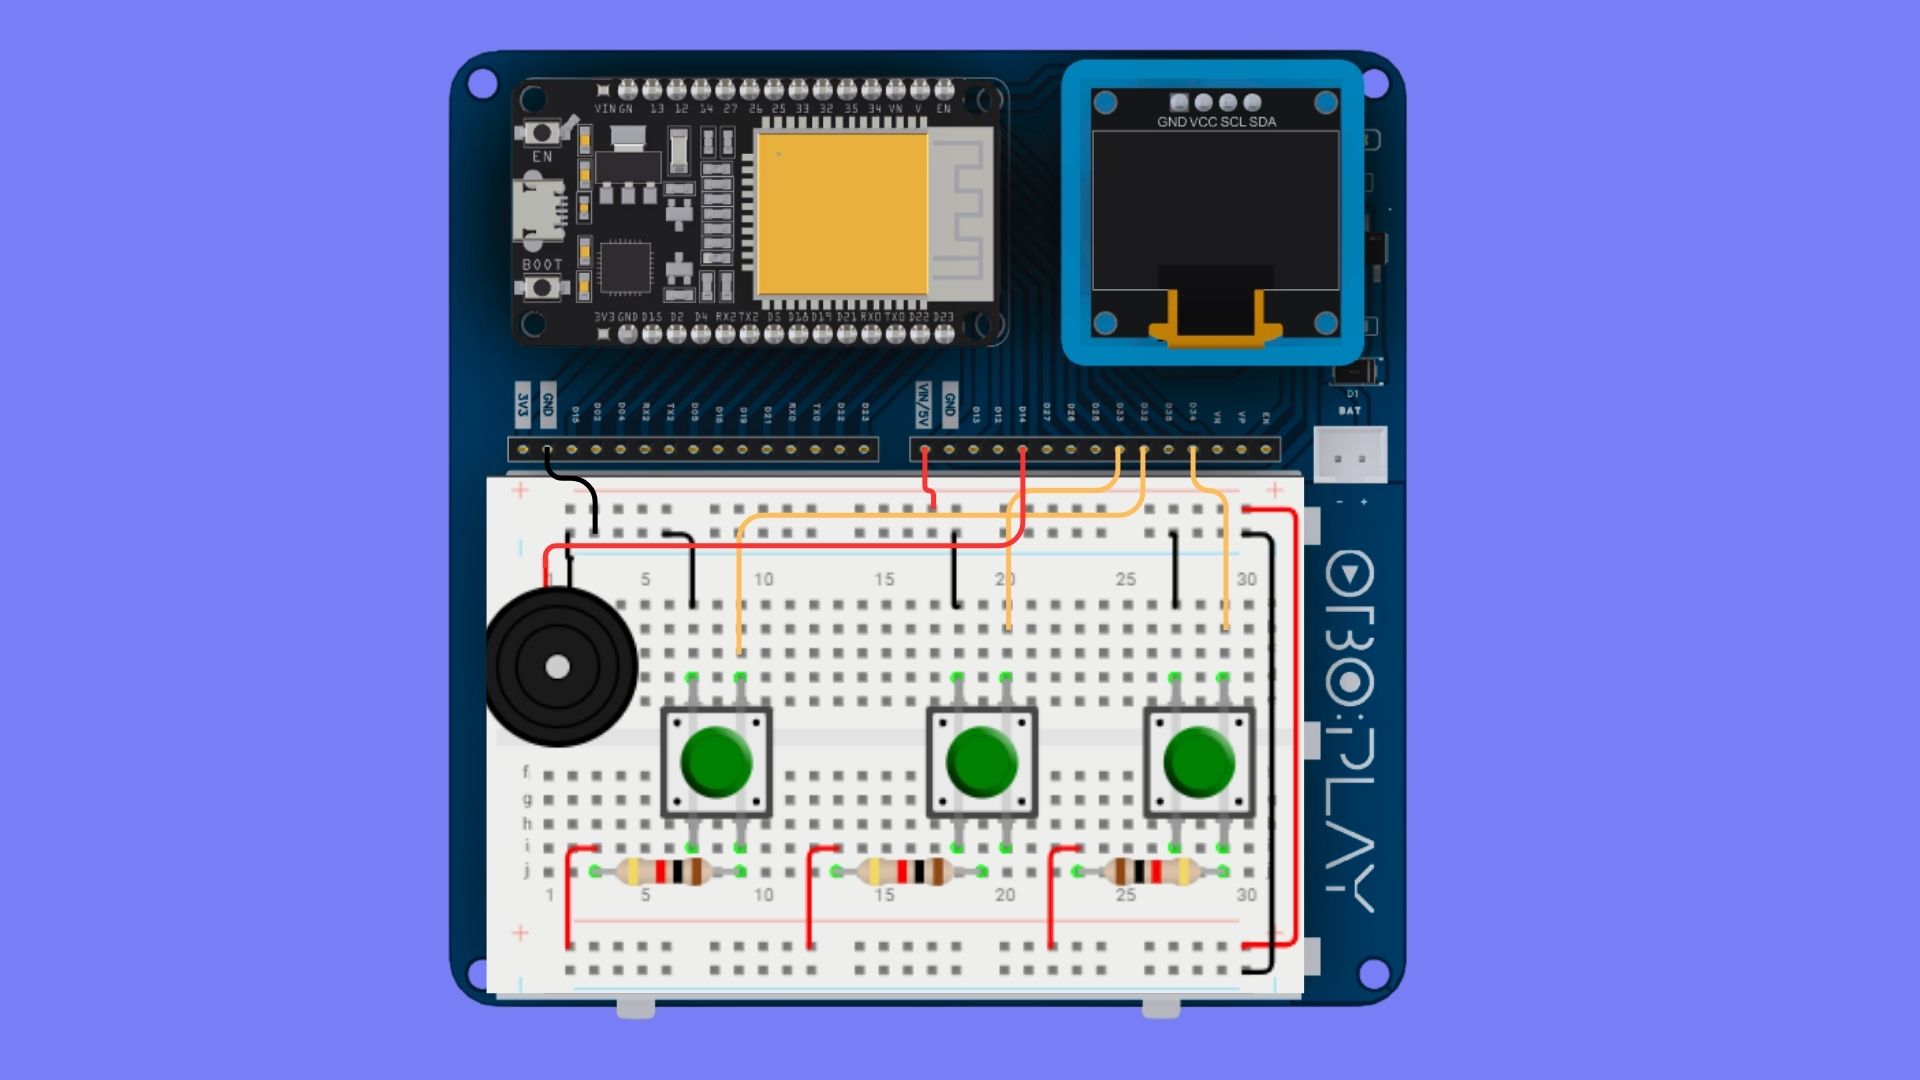 GND VCC SCL SDA
VIN GN 13 12 14 27 26 25 33 32 35 34 VN V EN
EN
BOOT
3V3 GND D15 D2 D4 RX2 TX2 D5 D18 D19 D21 RX0 TX0 D22 D23
D1
BAT
3V3 GND D15 D02 D04 RX2 TX2 D05 D18 D19 D21 RX0 TX0 D22 D23
VIN/5V GND D13 D12 D14 D27 D26 D25 D33 D32 D35 D34 VN VP EN
- +
+ +
1 5 10 15 20 25 30
f
g
h
i
j
1 5 10 15 20 25 30
+ +